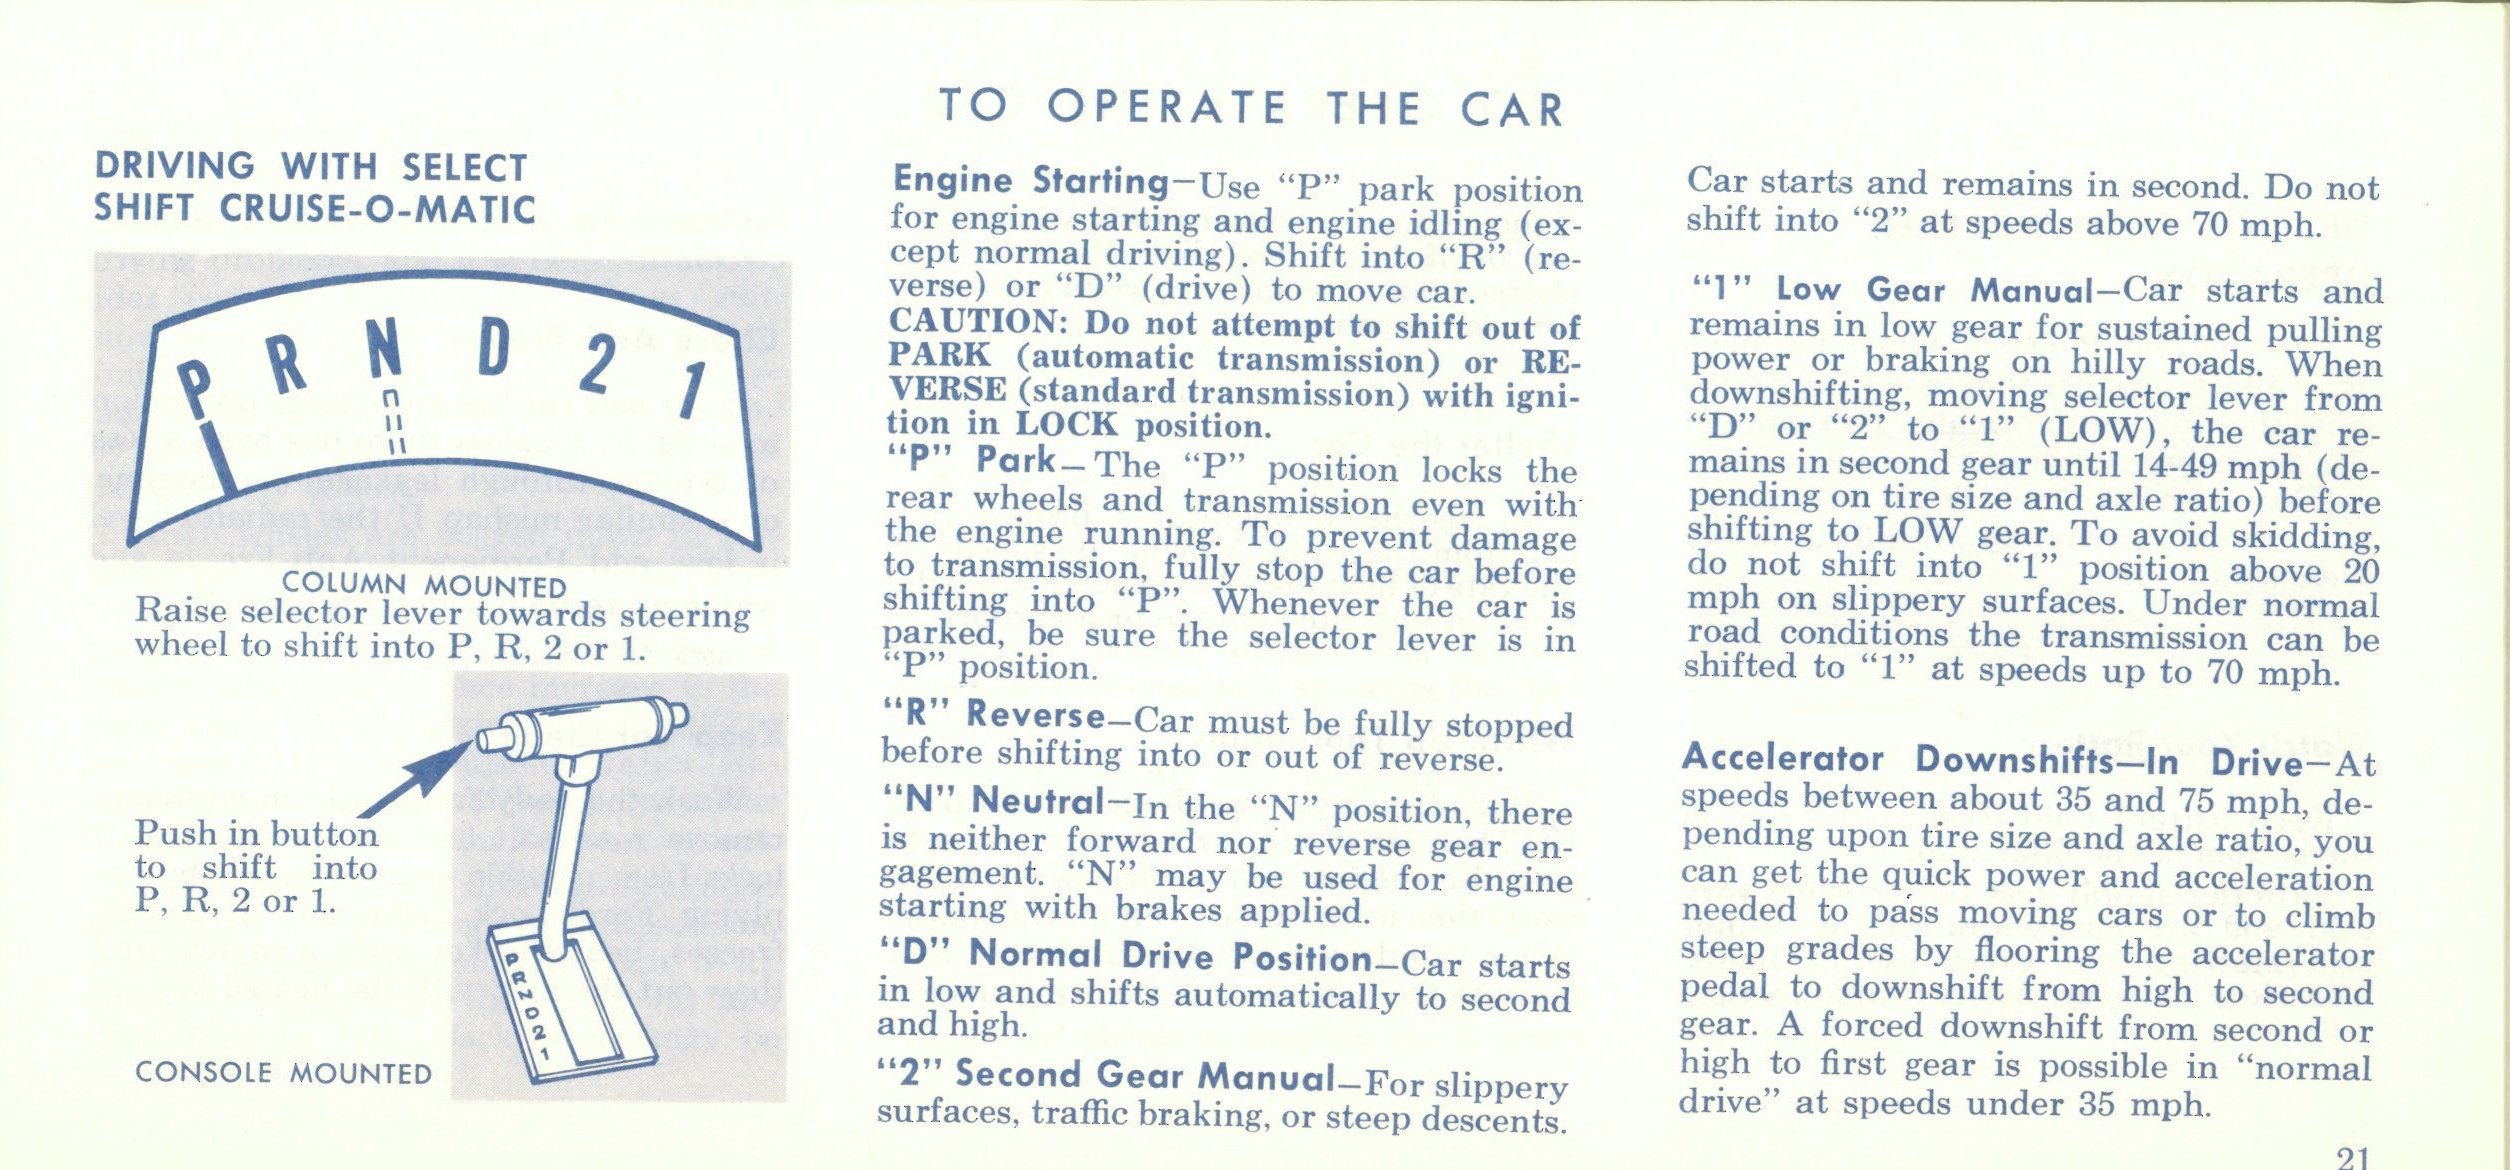 TO OPERATE THE CAR
DRIVING WITH SELECT
SHIFT CRUISE-O-MATIC
P R N D 2 1
COLUMN MOUNTED
Raise selector lever towards steering
wheel to shift into P, R, 2 or 1.
Push in button
to shift into
P, R, 2 or 1.
P R N D 2 1
CONSOLE MOUNTED
Engine Starting—Use “P” park position
for engine starting and engine idling (ex-
cept normal driving). Shift into “R” (re-
verse) or “D” (drive) to move car.
CAUTION: Do not attempt to shift out of
PARK (automatic transmission) or RE-
VERSE (standard transmission) with igni-
tion in LOCK position.
“P” Park—The “P” position locks the
rear wheels and transmission even with
the engine running. To prevent damage
to transmission, fully stop the car before
shifting into “P”. Whenever the car is
parked, be sure the selector lever is in
“P” position.
“R” Reverse—Car must be fully stopped
before shifting into or out of reverse.
“N” Neutral—In the “N” position, there
is neither forward nor reverse gear en-
gagement. “N” may be used for engine
starting with brakes applied.
“D” Normal Drive Position—Car starts
in low and shifts automatically to second
and high.
“2” Second Gear Manual—For slippery
surfaces, traffic braking, or steep descents.
Car starts and remains in second. Do not
shift into “2” at speeds above 70 mph.
“1” Low Gear Manual—Car starts and
remains in low gear for sustained pulling
power or braking on hilly roads. When
downshifting, moving selector lever from
“D” or “2” to “1” (LOW), the car re-
mains in second gear until 14-49 mph (de-
pending on tire size and axle ratio) before
shifting to LOW gear. To avoid skidding,
do not shift into “1” position above 20
mph on slippery surfaces. Under normal
road conditions the transmission can be
shifted to “1” at speeds up to 70 mph.
Accelerator Downshifts—In Drive—At
speeds between about 35 and 75 mph, de-
pending upon tire size and axle ratio, you
can get the quick power and acceleration
needed to pass moving cars or to climb
steep grades by flooring the accelerator
pedal to downshift from high to second
gear. A forced downshift from second or
high to first gear is possible in “normal
drive” at speeds under 35 mph.
21